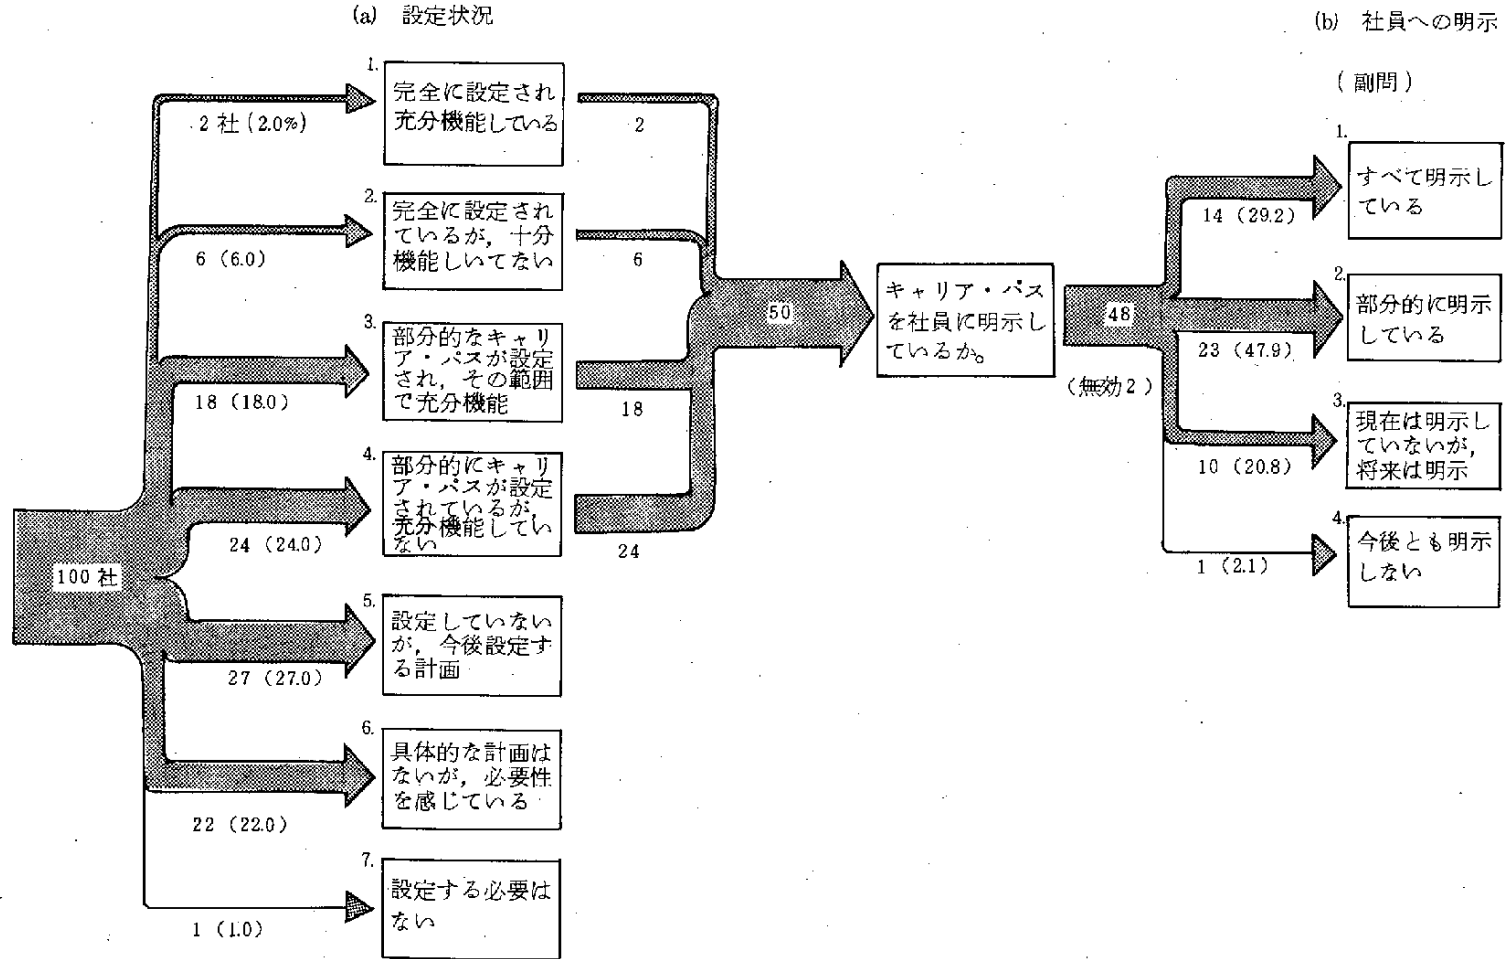 (a) 設定状況
1.
完全に設定され
充分機能している
2 社 (2.0%)
2
2.
完全に設定され
ているが, 十分
機能しいてない
6 (6.0)
6
3.
部分的なキャリ
ア・パスが設定
され, その範囲
で充分機能
18 (18.0)
18
4.
部分的にキャリ
ア・パスが設定
されているが,
充分機能してい
ない
24 (24.0)
24
100 社
5.
設定していない
が, 今後設定す
る計画
27 (27.0)
6.
具体的な計画は
ないが, 必要性
を感じている
22 (22.0)
7.
設定する必要は
ない
1 (1.0)
50
キャリア・パス
を社員に明示し
ているか。
48
(無効2)
(b) 社員への明示
(副問)
1.
すべて明示し
ている
14 (29.2)
2.
部分的に明示
している
23 (47.9)
3.
現在は明示し
ていないが,
将来は明示
10 (20.8)
4.
今後とも明示
しない
1 (2.1)